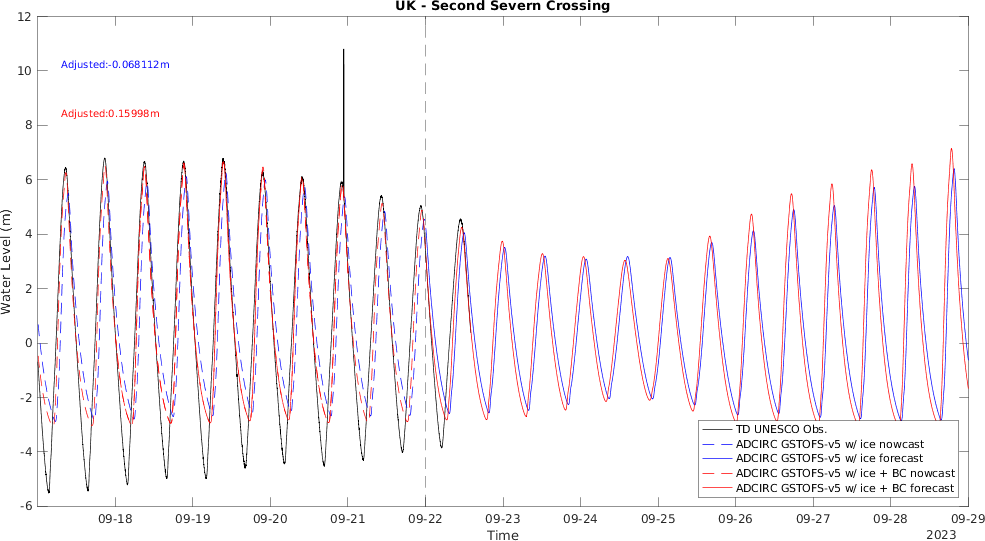 UK - Second Severn Crossing
Water Level (m)
12
10
8
6
4
2
0
-2
-4
-6
Adjusted:-0.068112m
Adjusted:0.15998m
TD UNESCO Obs.
ADCIRC GSTOFS-v5 w/ ice nowcast
ADCIRC GSTOFS-v5 w/ ice forecast
ADCIRC GSTOFS-v5 w/ ice + BC nowcast
ADCIRC GSTOFS-v5 w/ ice + BC forecast
09-18 09-19 09-20 09-21 09-22 09-23 09-24 09-25 09-26 09-27 09-28 09-29
Time
2023